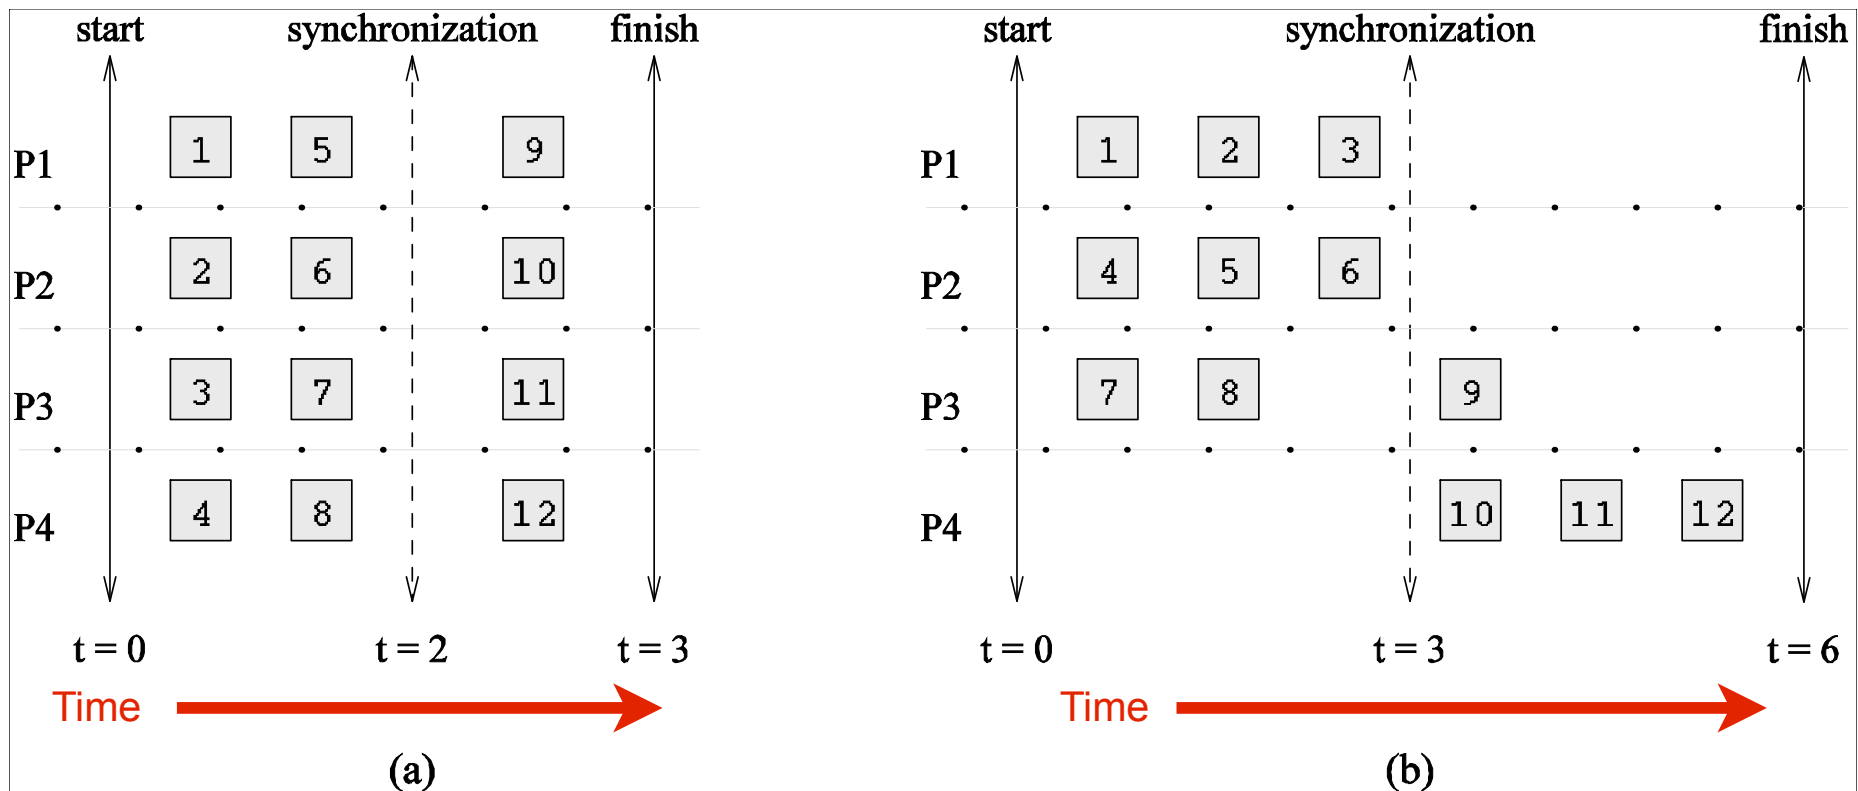 start synchronization finish
P1 1 5 9
P2 2 6 10
P3 3 7 11
P4 4 8 12
t = 0 t = 2 t = 3
Time
(a)
start synchronization finish
P1 1 2 3
P2 4 5 6
P3 7 8 9
P4 10 11 12
t = 0 t = 3 t = 6
Time
(b)